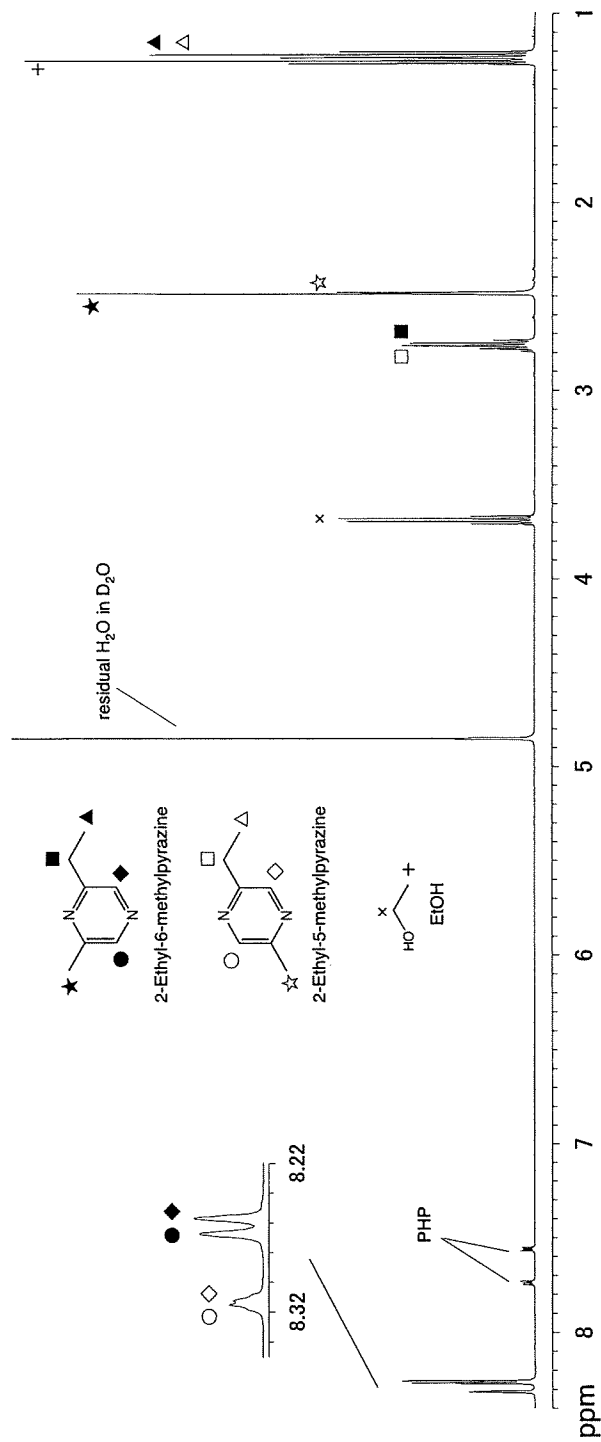 residual H₂O in D₂O
N
N
2-Ethyl-6-methylpyrazine
N
N
2-Ethyl-5-methylpyrazine
×
+
HO
EtOH
×
+
8.32
8.22
PHP
ppm
8
7
6
5
4
3
2
1